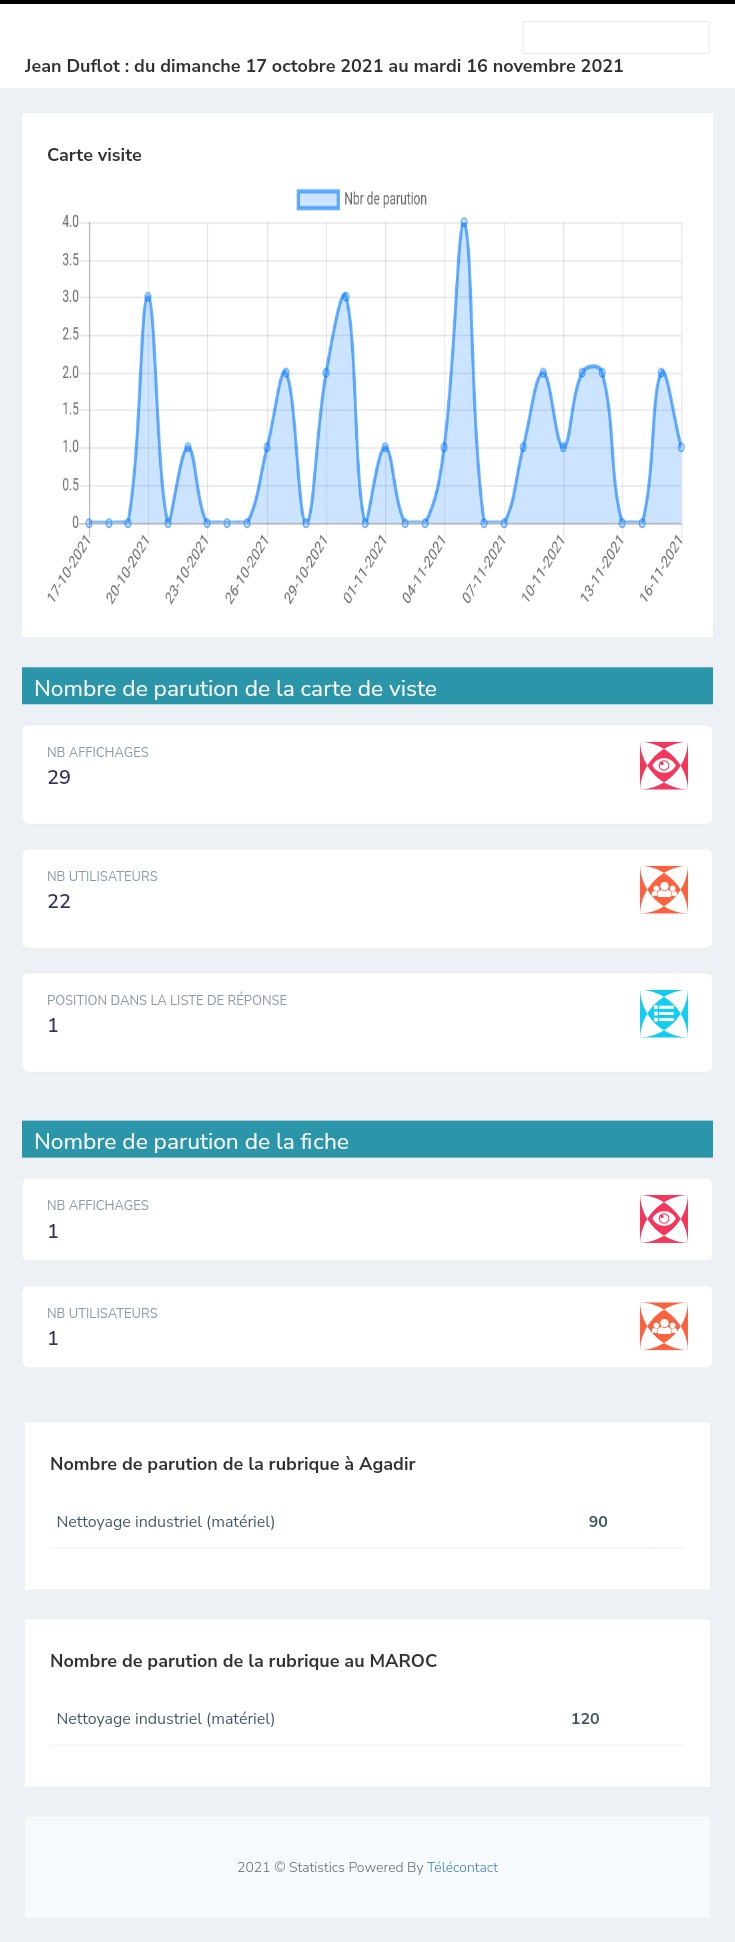 Jean Duflot : du dimanche 17 octobre 2021 au mardi 16 novembre 2021
Carte visite
Nbr de parution
4.0
3.5
3.0
2.5
2.0
1.5
1.0
0.5
0
17-10-2021 20-10-2021 23-10-2021 26-10-2021 29-10-2021 01-11-2021 04-11-2021 07-11-2021 10-11-2021 13-11-2021 16-11-2021
Nombre de parution de la carte de viste
NB AFFICHAGES
29
NB UTILISATEURS
22
POSITION DANS LA LISTE DE RÉPONSE
1
Nombre de parution de la fiche
NB AFFICHAGES
1
NB UTILISATEURS
1
Nombre de parution de la rubrique à Agadir
Nettoyage industriel (matériel) 90
Nombre de parution de la rubrique au MAROC
Nettoyage industriel (matériel) 120
2021 © Statistics Powered By Télécontact